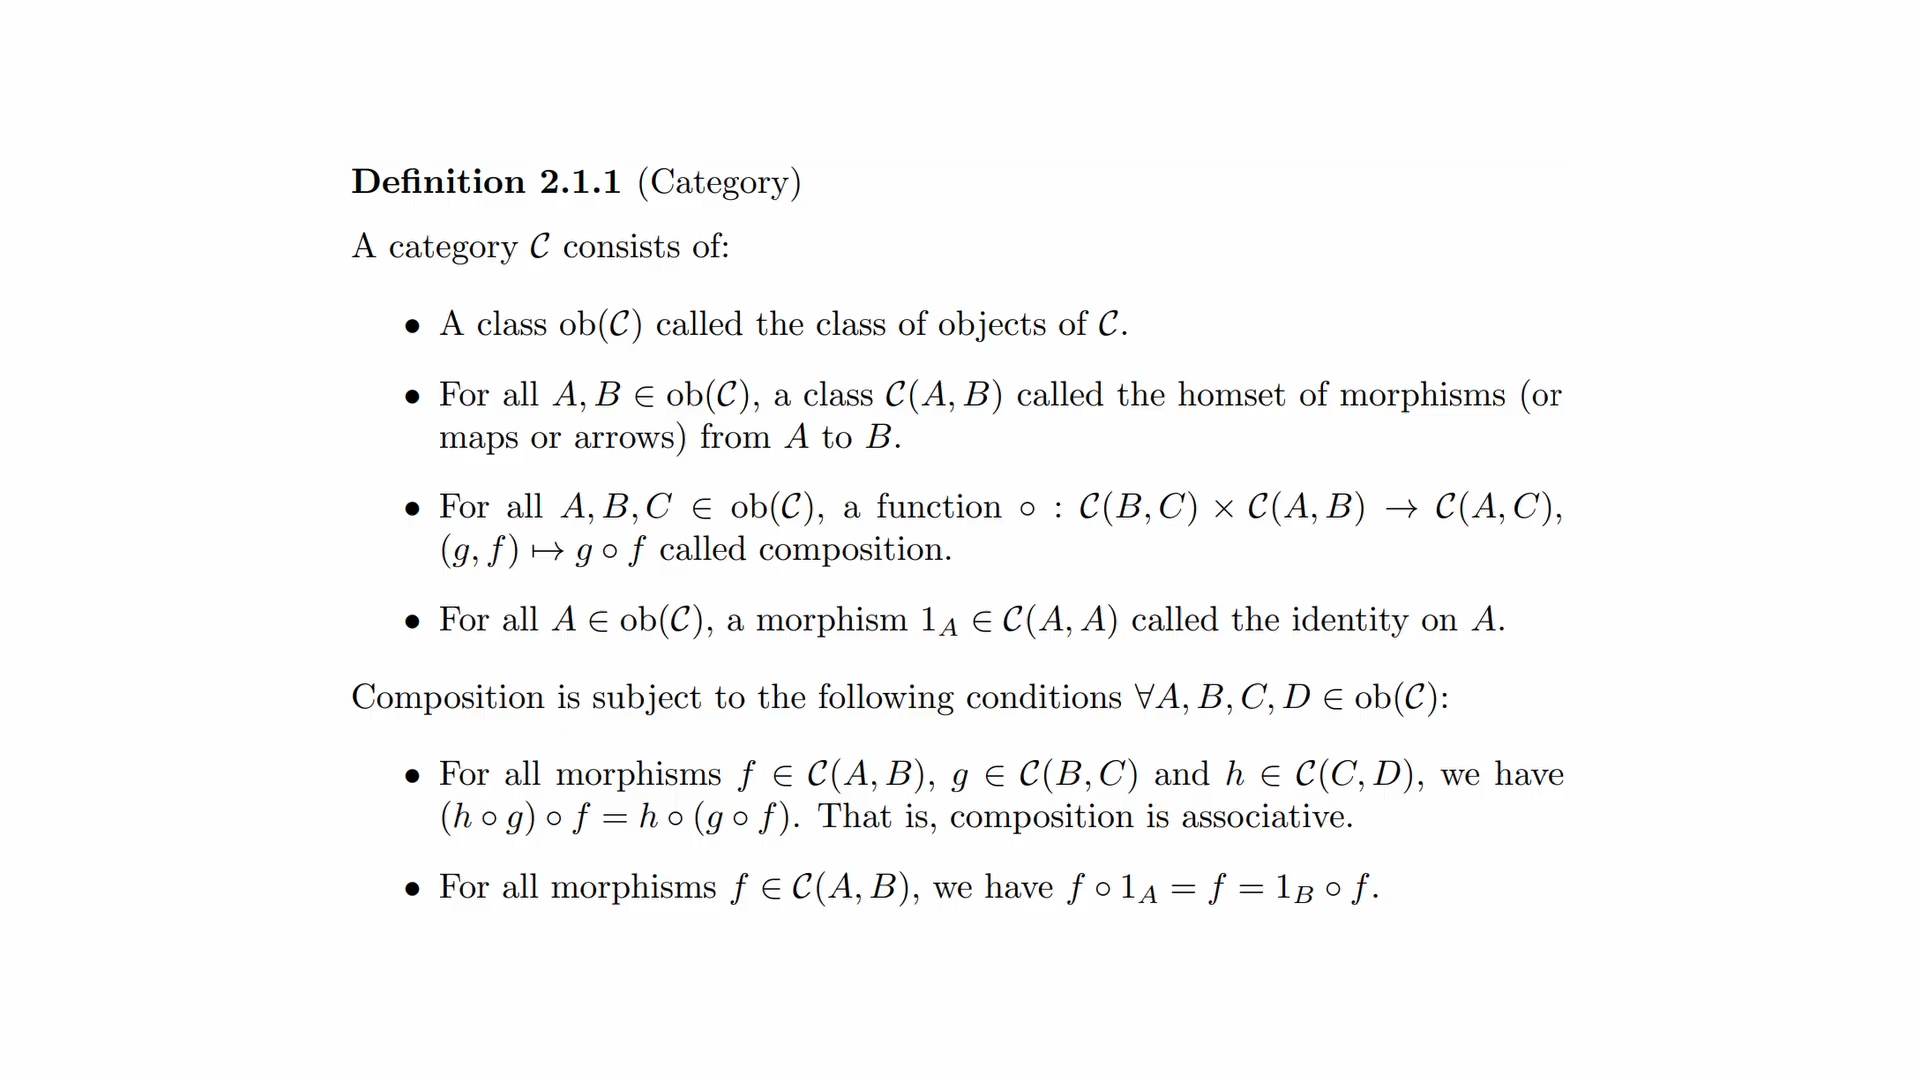 Definition 2.1.1 (Category)
A category 𝒞 consists of:
• A class ob(𝒞) called the class of objects of 𝒞.
• For all A, B ∈ ob(𝒞), a class 𝒞(A, B) called the homset of morphisms (or
maps or arrows) from A to B.
• For all A, B, C ∈ ob(𝒞), a function ∘ : 𝒞(B, C) × 𝒞(A, B) → 𝒞(A, C),
(g, f) ↦ g ∘ f called composition.
• For all A ∈ ob(𝒞), a morphism 1_A ∈ 𝒞(A, A) called the identity on A.
Composition is subject to the following conditions ∀A, B, C, D ∈ ob(𝒞):
• For all morphisms f ∈ 𝒞(A, B), g ∈ 𝒞(B, C) and h ∈ 𝒞(C, D), we have
(h ∘ g) ∘ f = h ∘ (g ∘ f). That is, composition is associative.
• For all morphisms f ∈ 𝒞(A, B), we have f ∘ 1_A = f = 1_B ∘ f.